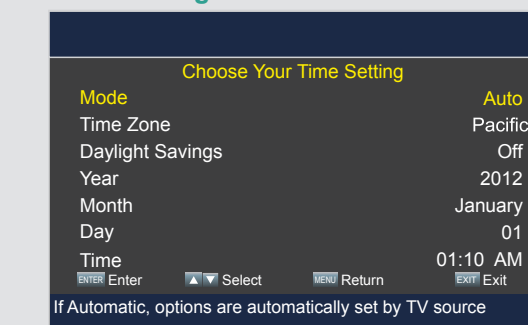 Choose Your Time Setting
Mode Auto
Time Zone Pacific
Daylight Savings Off
Year 2012
Month January
Day 01
Time 01:10 AM
ENTER Enter ▲ ▼ Select MENU Return EXIT Exit
If Automatic, options are automatically set by TV source